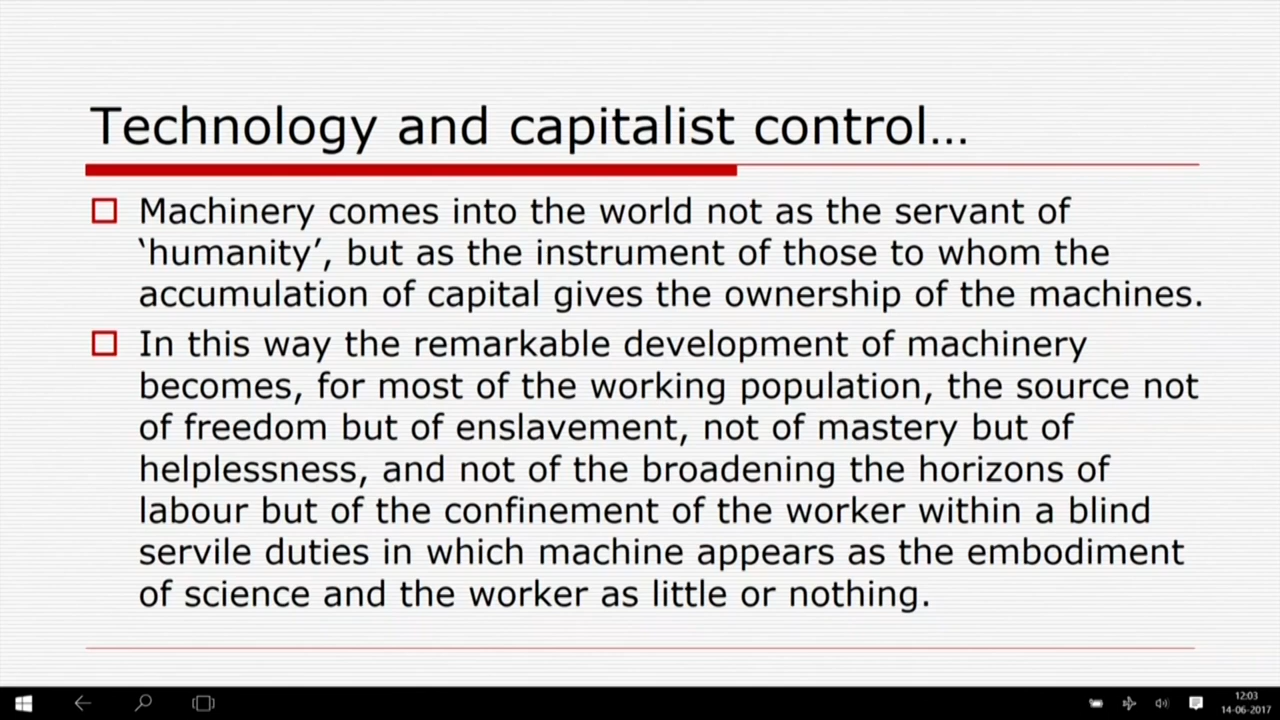 Technology and capitalist control…
Machinery comes into the world not as the servant of
‘humanity’, but as the instrument of those to whom the
accumulation of capital gives the ownership of the machines.
In this way the remarkable development of machinery
becomes, for most of the working population, the source not
of freedom but of enslavement, not of mastery but of
helplessness, and not of the broadening the horizons of
labour but of the confinement of the worker within a blind
servile duties in which machine appears as the embodiment
of science and the worker as little or nothing.
12:03
14-06-2017